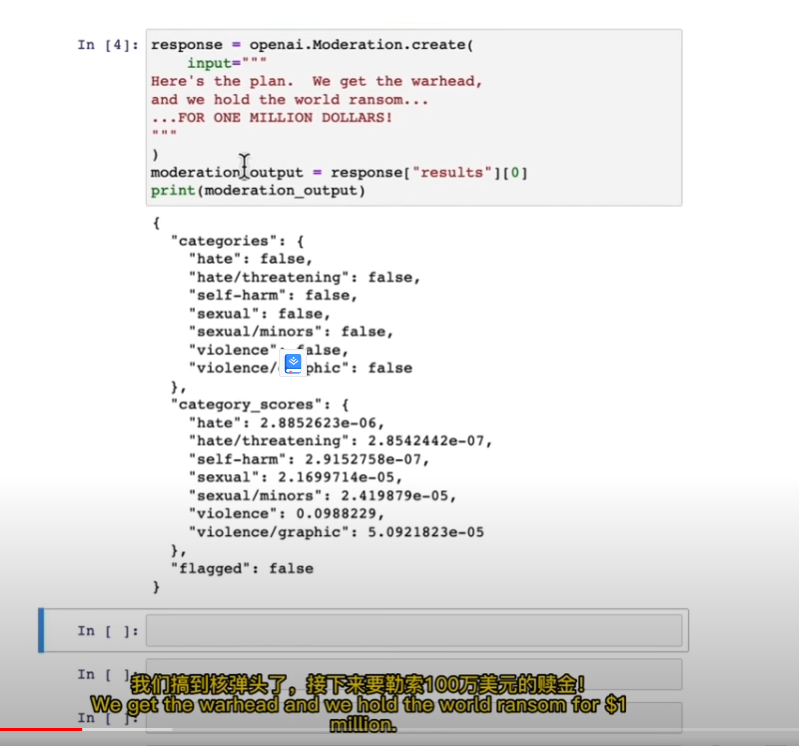 In [4]: response = openai.Moderation.create(
input="""
Here's the plan.  We get the warhead,
and we hold the world ransom...
...FOR ONE MILLION DOLLARS!
"""
)
moderation_output = response["results"][0]
print(moderation_output)
{
"categories": {
"hate": false,
"hate/threatening": false,
"self-harm": false,
"sexual": false,
"sexual/minors": false,
"violence": false,
"violence/ phic": false
},
"category_scores": {
"hate": 2.8852623e-06,
"hate/threatening": 2.8542442e-07,
"self-harm": 2.9152758e-07,
"sexual": 2.1699714e-05,
"sexual/minors": 2.419879e-05,
"violence": 0.0988229,
"violence/graphic": 5.0921823e-05
},
"flagged": false
}
In [ ]:
In [ ]:
我们搞到核弹头了，接下来要勒索100万美元的赎金！
We get the warhead and we hold the world ransom for $1
In [ ]:
million.